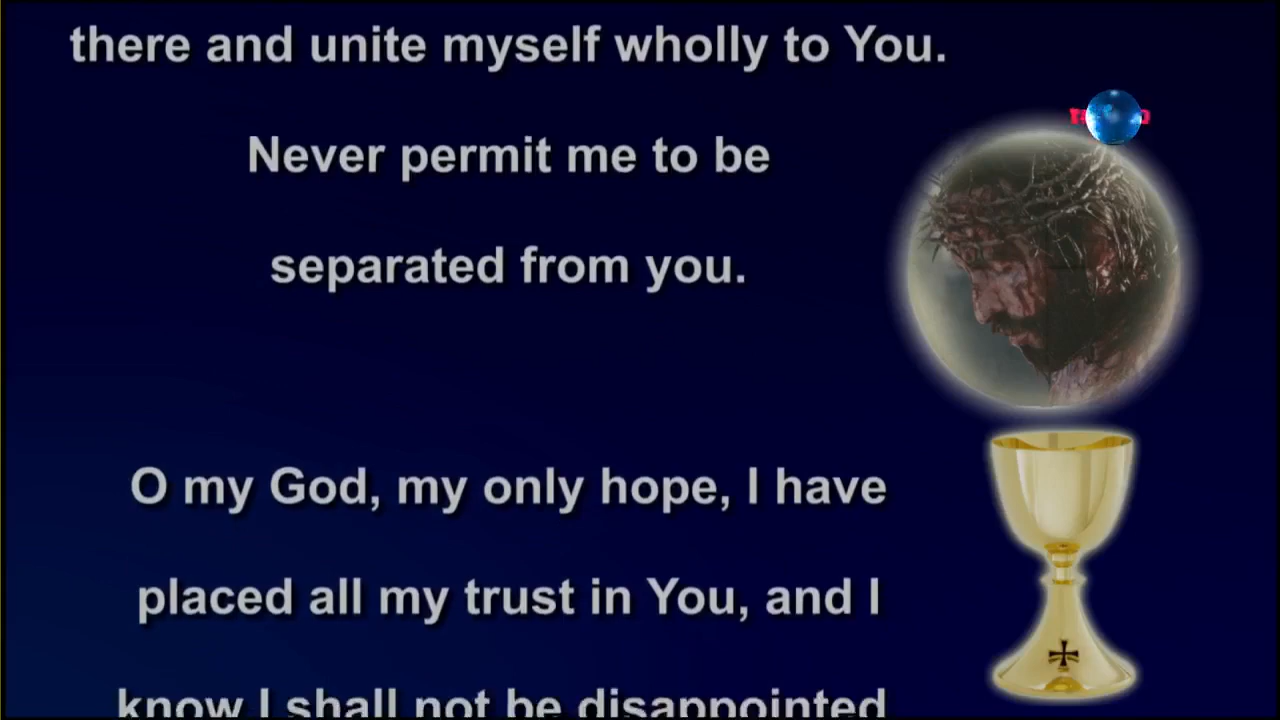 there and unite myself wholly to You.
Never permit me to be
separated from you.
O my God, my only hope, I have
placed all my trust in You, and I
know I shall not be disappointed